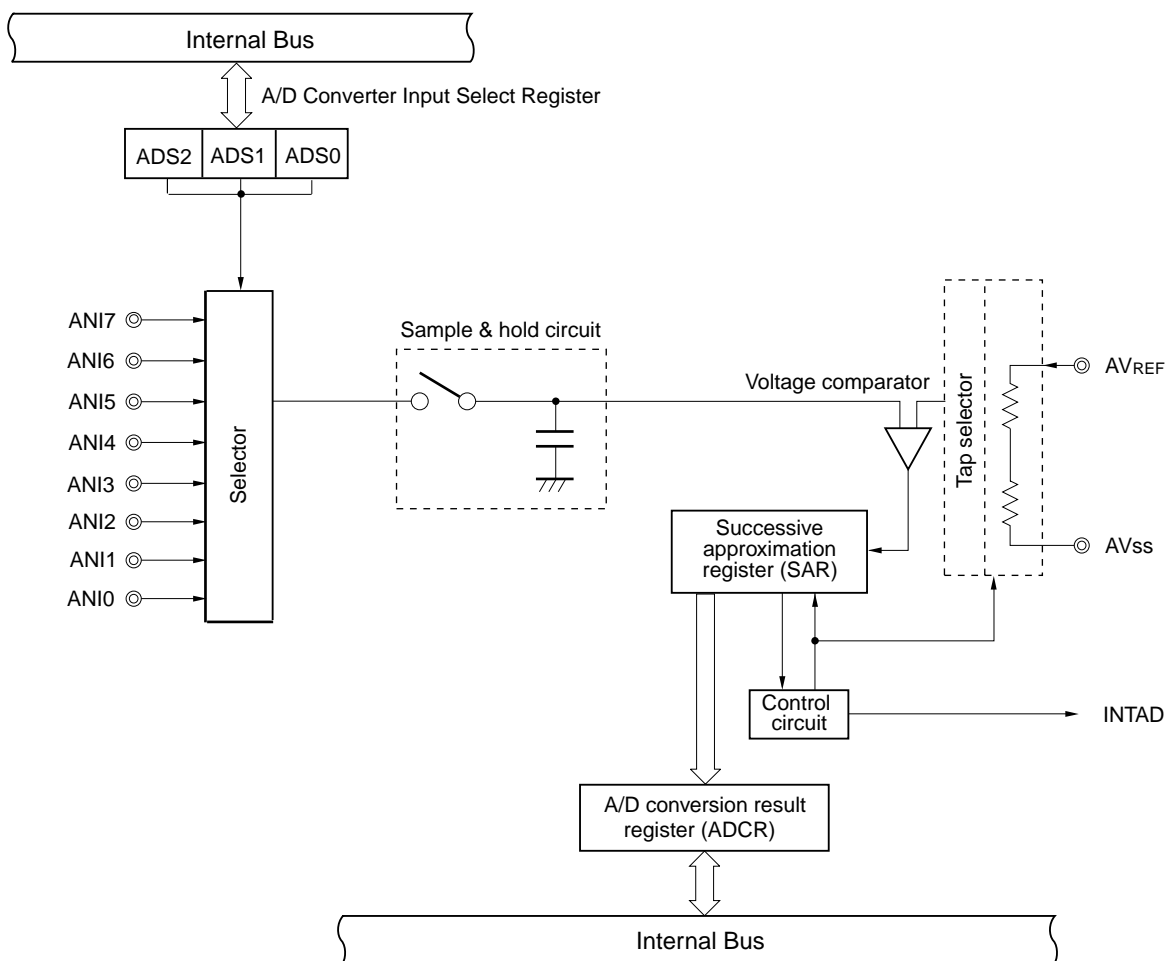 Internal Bus
A/D Converter Input Select Register
ADS2 ADS1 ADS0
ANI7
ANI6
ANI5
ANI4
ANI3
ANI2
ANI1
ANI0
Selector
Sample & hold circuit
Voltage comparator
Tap selector
AVREF
AVSS
Successive
approximation
register (SAR)
Control
circuit
INTAD
A/D conversion result
register (ADCR)
Internal Bus